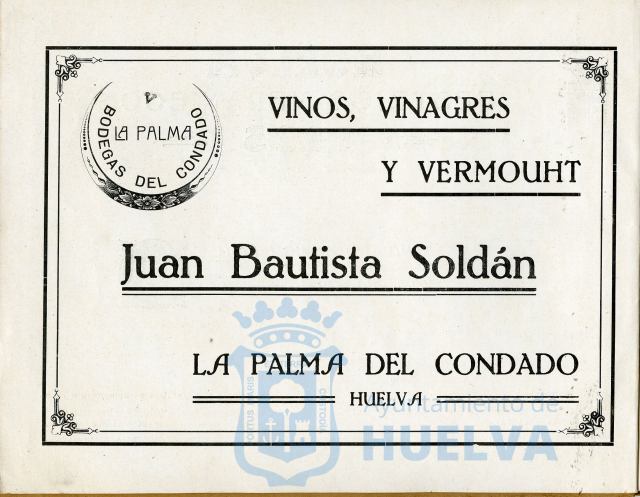 LA PALMA
BODEGAS DEL CONDADO
VINOS, VINAGRES
Y VERMOUHT
Juan Bautista Soldán
LA PALMA DEL CONDADO
HUELVA
Ayuntamiento de
HUELVA